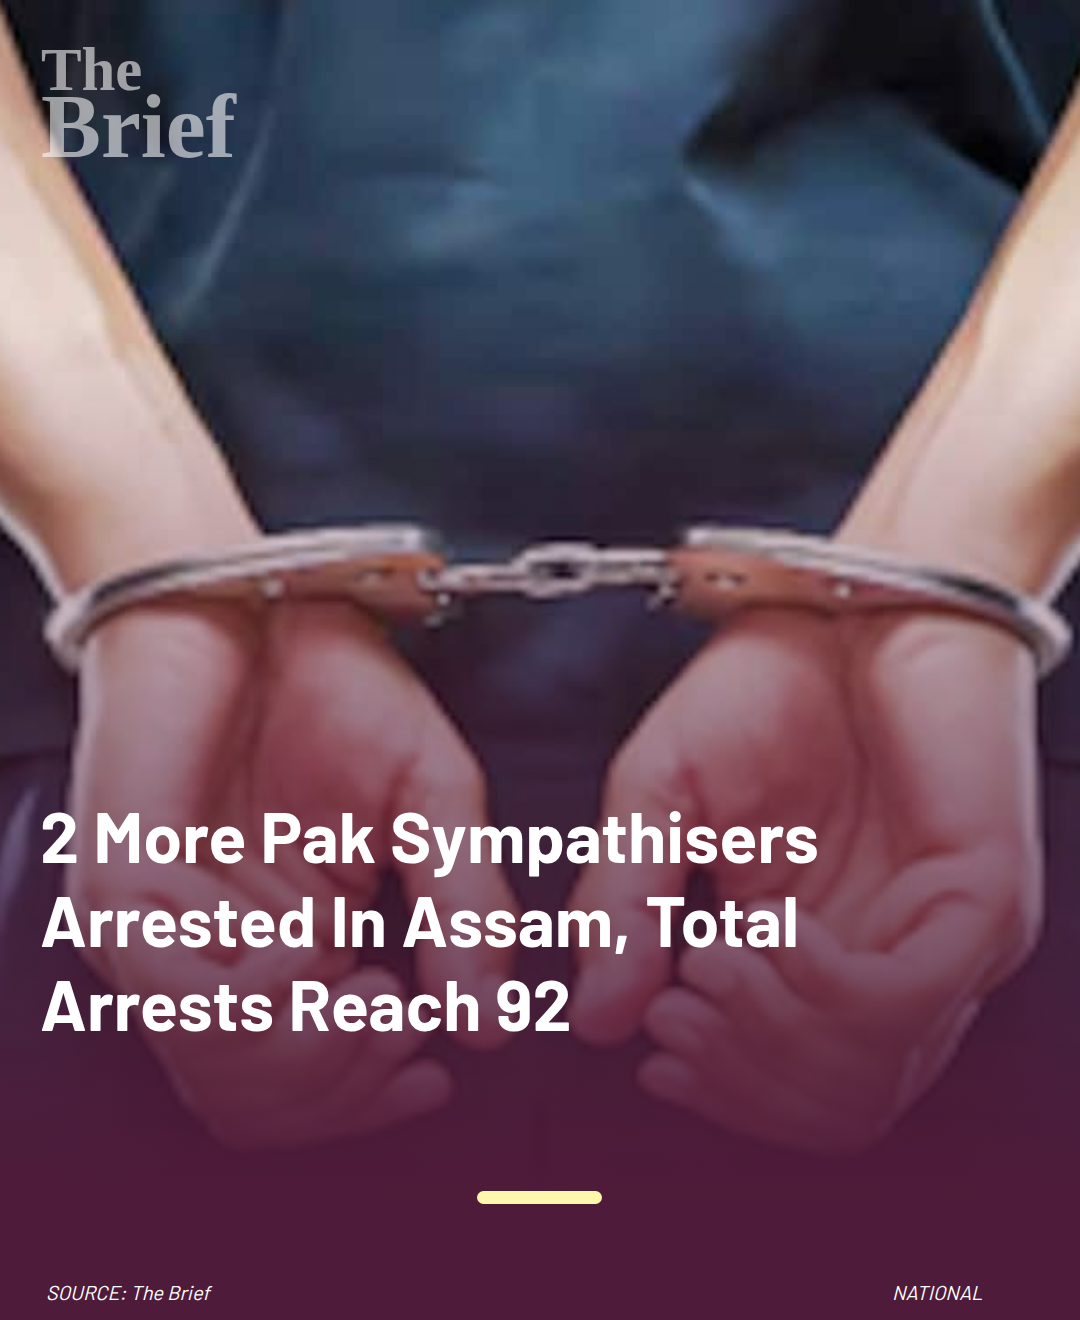 The
Brief
2 More Pak Sympathisers
Arrested In Assam, Total
Arrests Reach 92
SOURCE: The Brief
NATIONAL